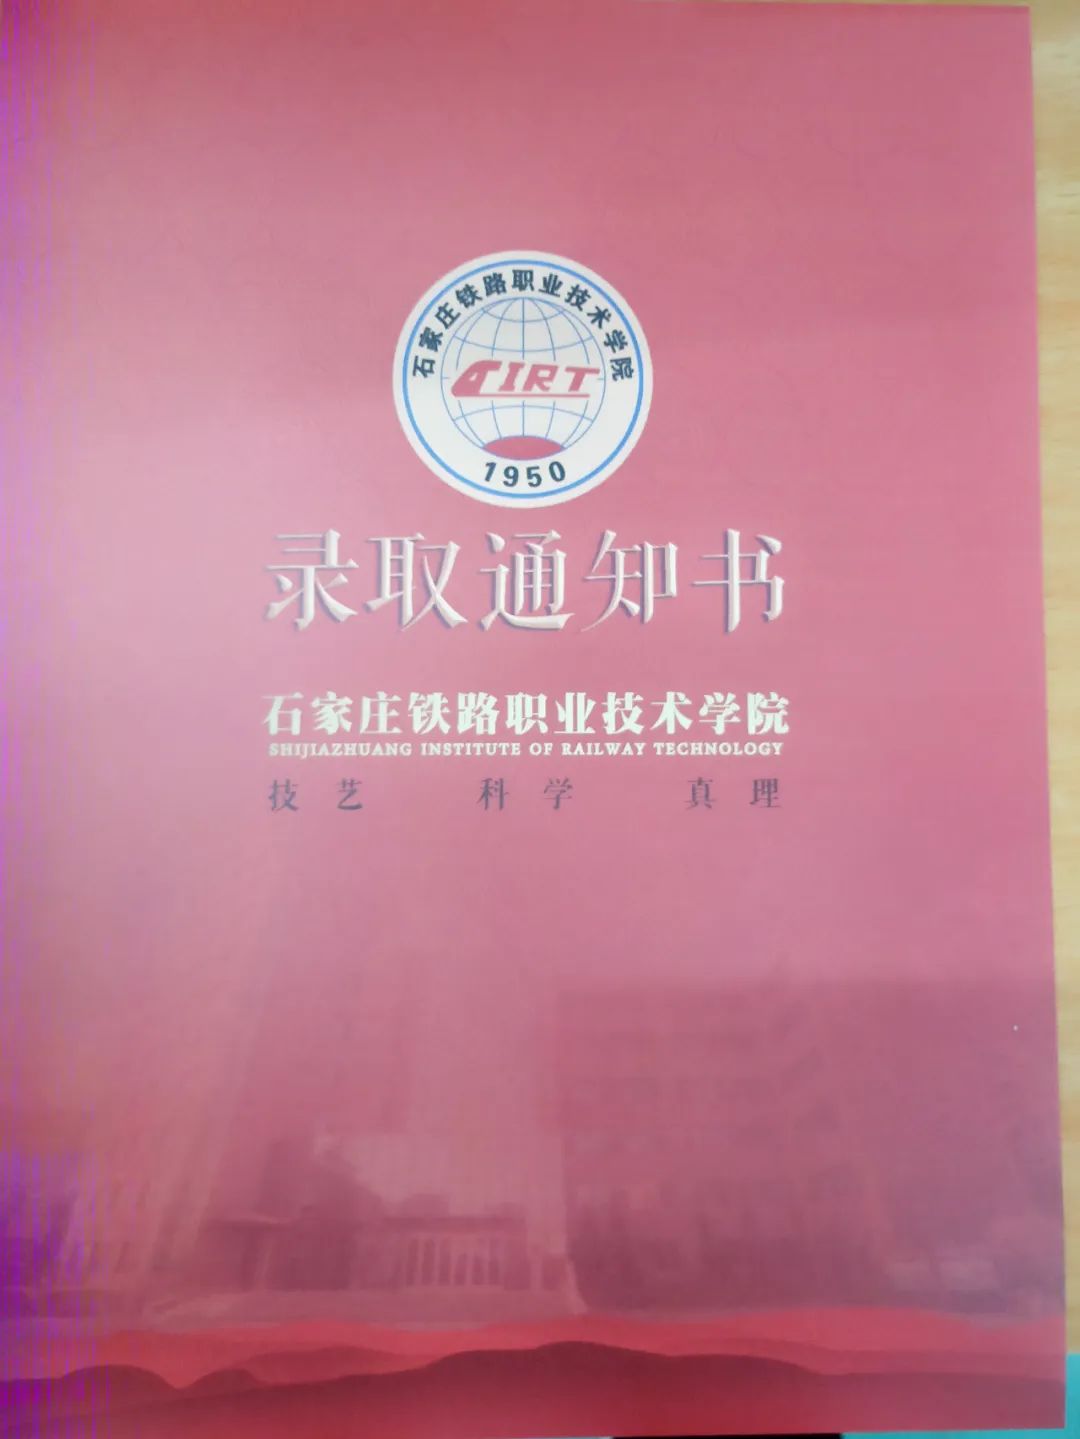 石家庄铁路职业技术学院
CIRT
1950
录取通知书
石家庄铁路职业技术学院
SHIJIAZHUANG INSTITUTE OF RAILWAY TECHNOLOGY
技艺 科学 真理